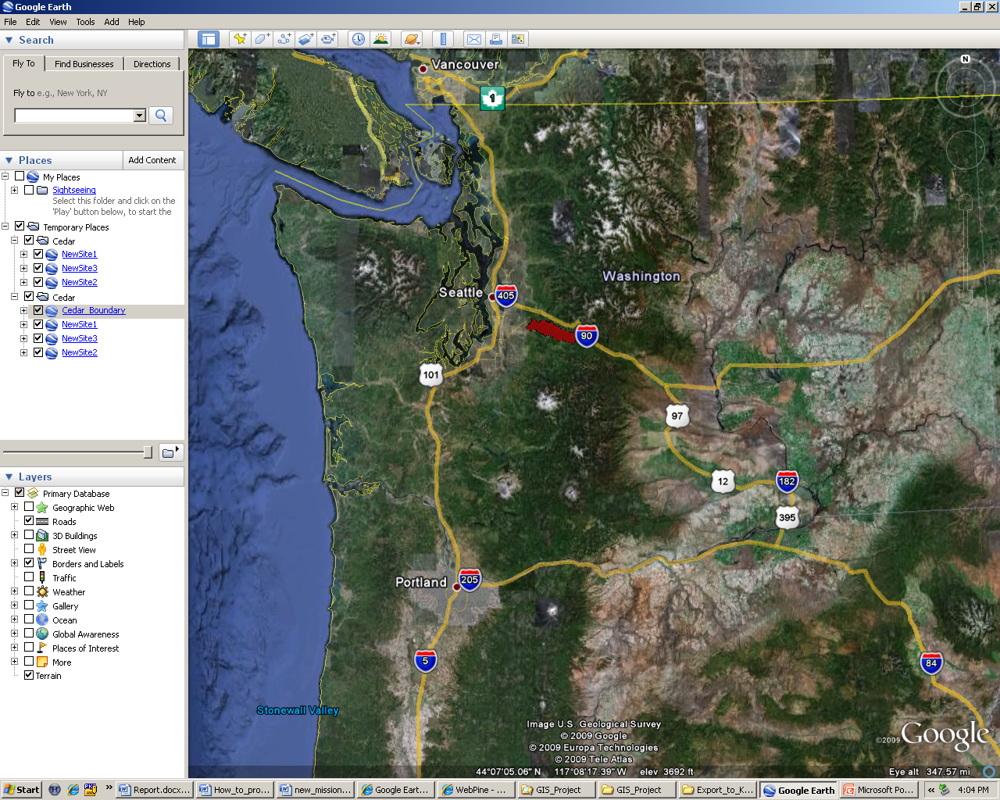 Google Earth
File Edit View Tools Add Help
Search
Fly To Find Businesses Directions
Fly to e.g., New York, NY
Places Add Content
My Places
Sightseeing
Select this folder and click on the
'Play' button below, to start the
Temporary Places
Cedar
NewSite1
NewSite3
NewSite2
Cedar
Cedar_Boundary
NewSite1
NewSite3
NewSite2
Layers
Primary Database
Geographic Web
Roads
3D Buildings
Street View
Borders and Labels
Traffic
Weather
Gallery
Ocean
Global Awareness
Places of Interest
More
Terrain
N
Vancouver
1
Washington
Seattle
405
90
101
97
12
182
395
Portland
205
5
84
Stonewall Valley
Image U.S. Geological Survey
© 2009 Google
© 2009 Europa Technologies
© 2009 Tele Atlas
©2009 Google
44°07'05.06" N 117°08'17.39" W elev 3692 ft
Eye alt 347.57 mi
Start » Report.docx... How_to_pro... new_mission... Google Eart... WebPine - ... GIS_Project GIS_Project Export_to_K... Google Earth Microsoft Po... « 4:04 PM